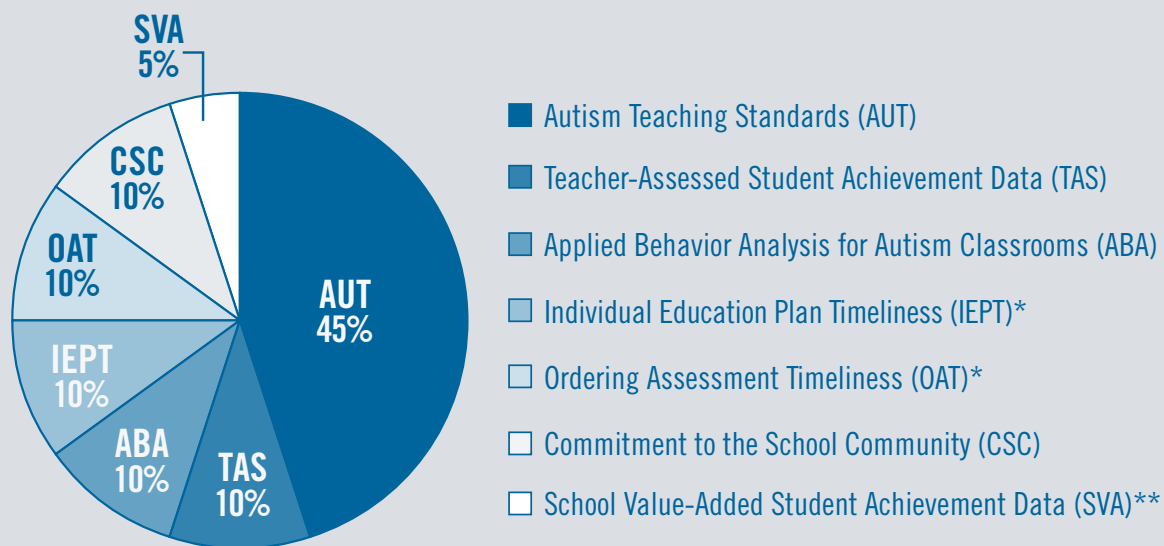 SVA
5%
CSC
10%
OAT
10%
IEPT
10%
ABA
10%
TAS
10%
AUT
45%
Autism Teaching Standards (AUT)
Teacher-Assessed Student Achievement Data (TAS)
Applied Behavior Analysis for Autism Classrooms (ABA)
Individual Education Plan Timeliness (IEPT)*
Ordering Assessment Timeliness (OAT)*
Commitment to the School Community (CSC)
School Value-Added Student Achievement Data (SVA)**